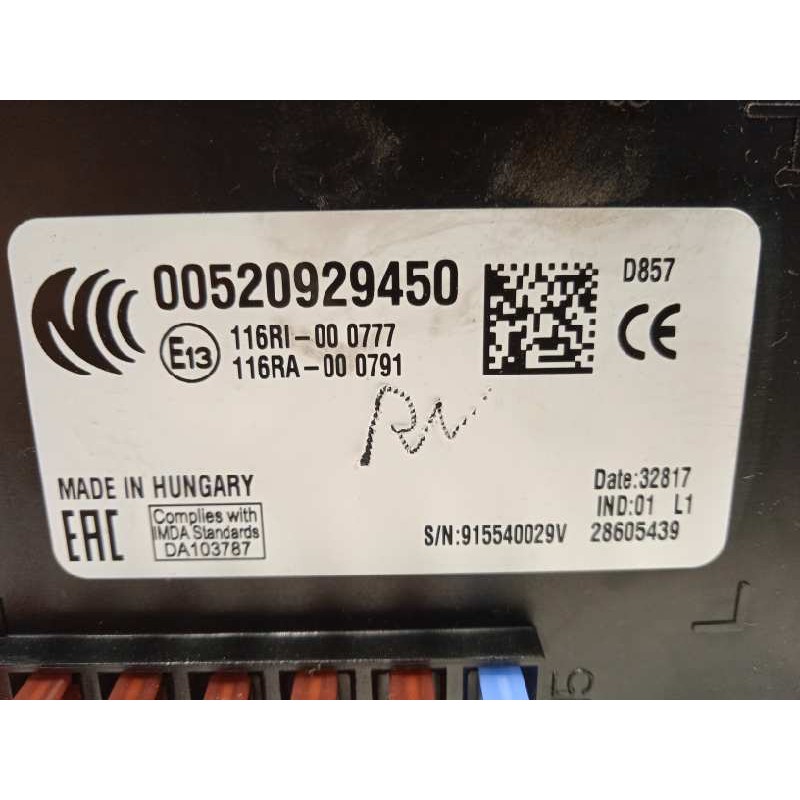 00520929450
D857
E13
116RI-00 0777
116RA-00 0791
CE
MADE IN HUNGARY
EAC
Complies with
IMDA Standards
DA103787
Date:32817
IND:01 L1
S/N:915540029V 28605439